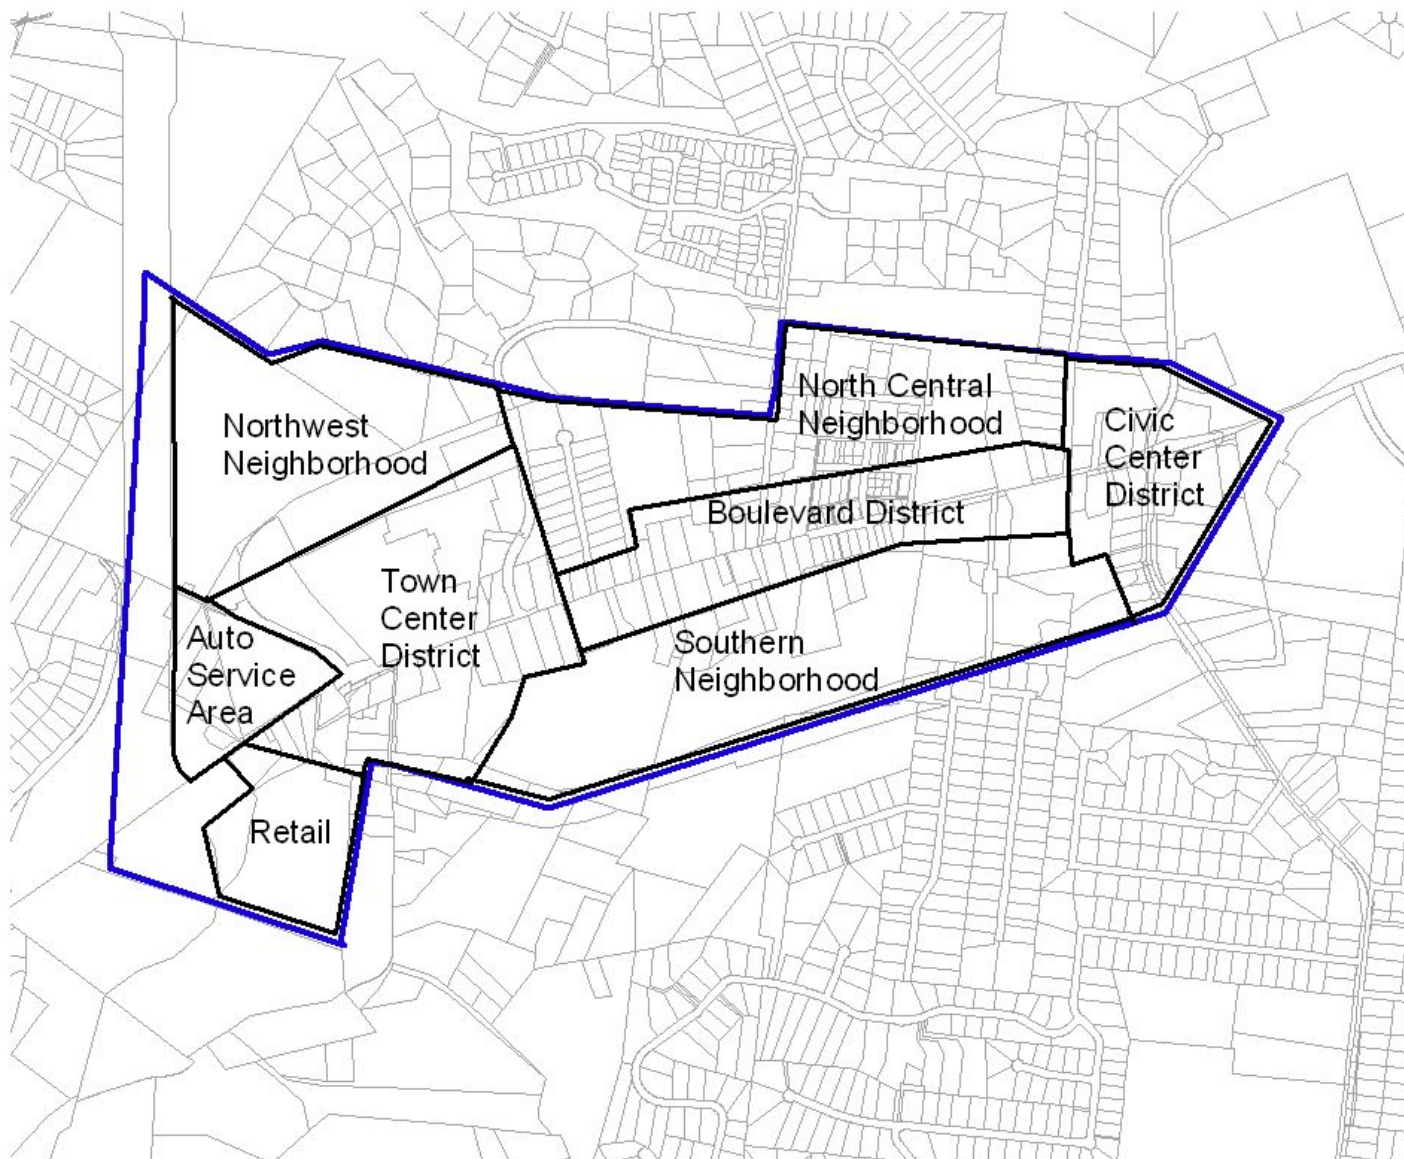 North Central
Neighborhood
Civic
Center
District
Northwest
Neighborhood
Boulevard District
Town
Center
District
Auto
Service
Area
Southern
Neighborhood
Retail